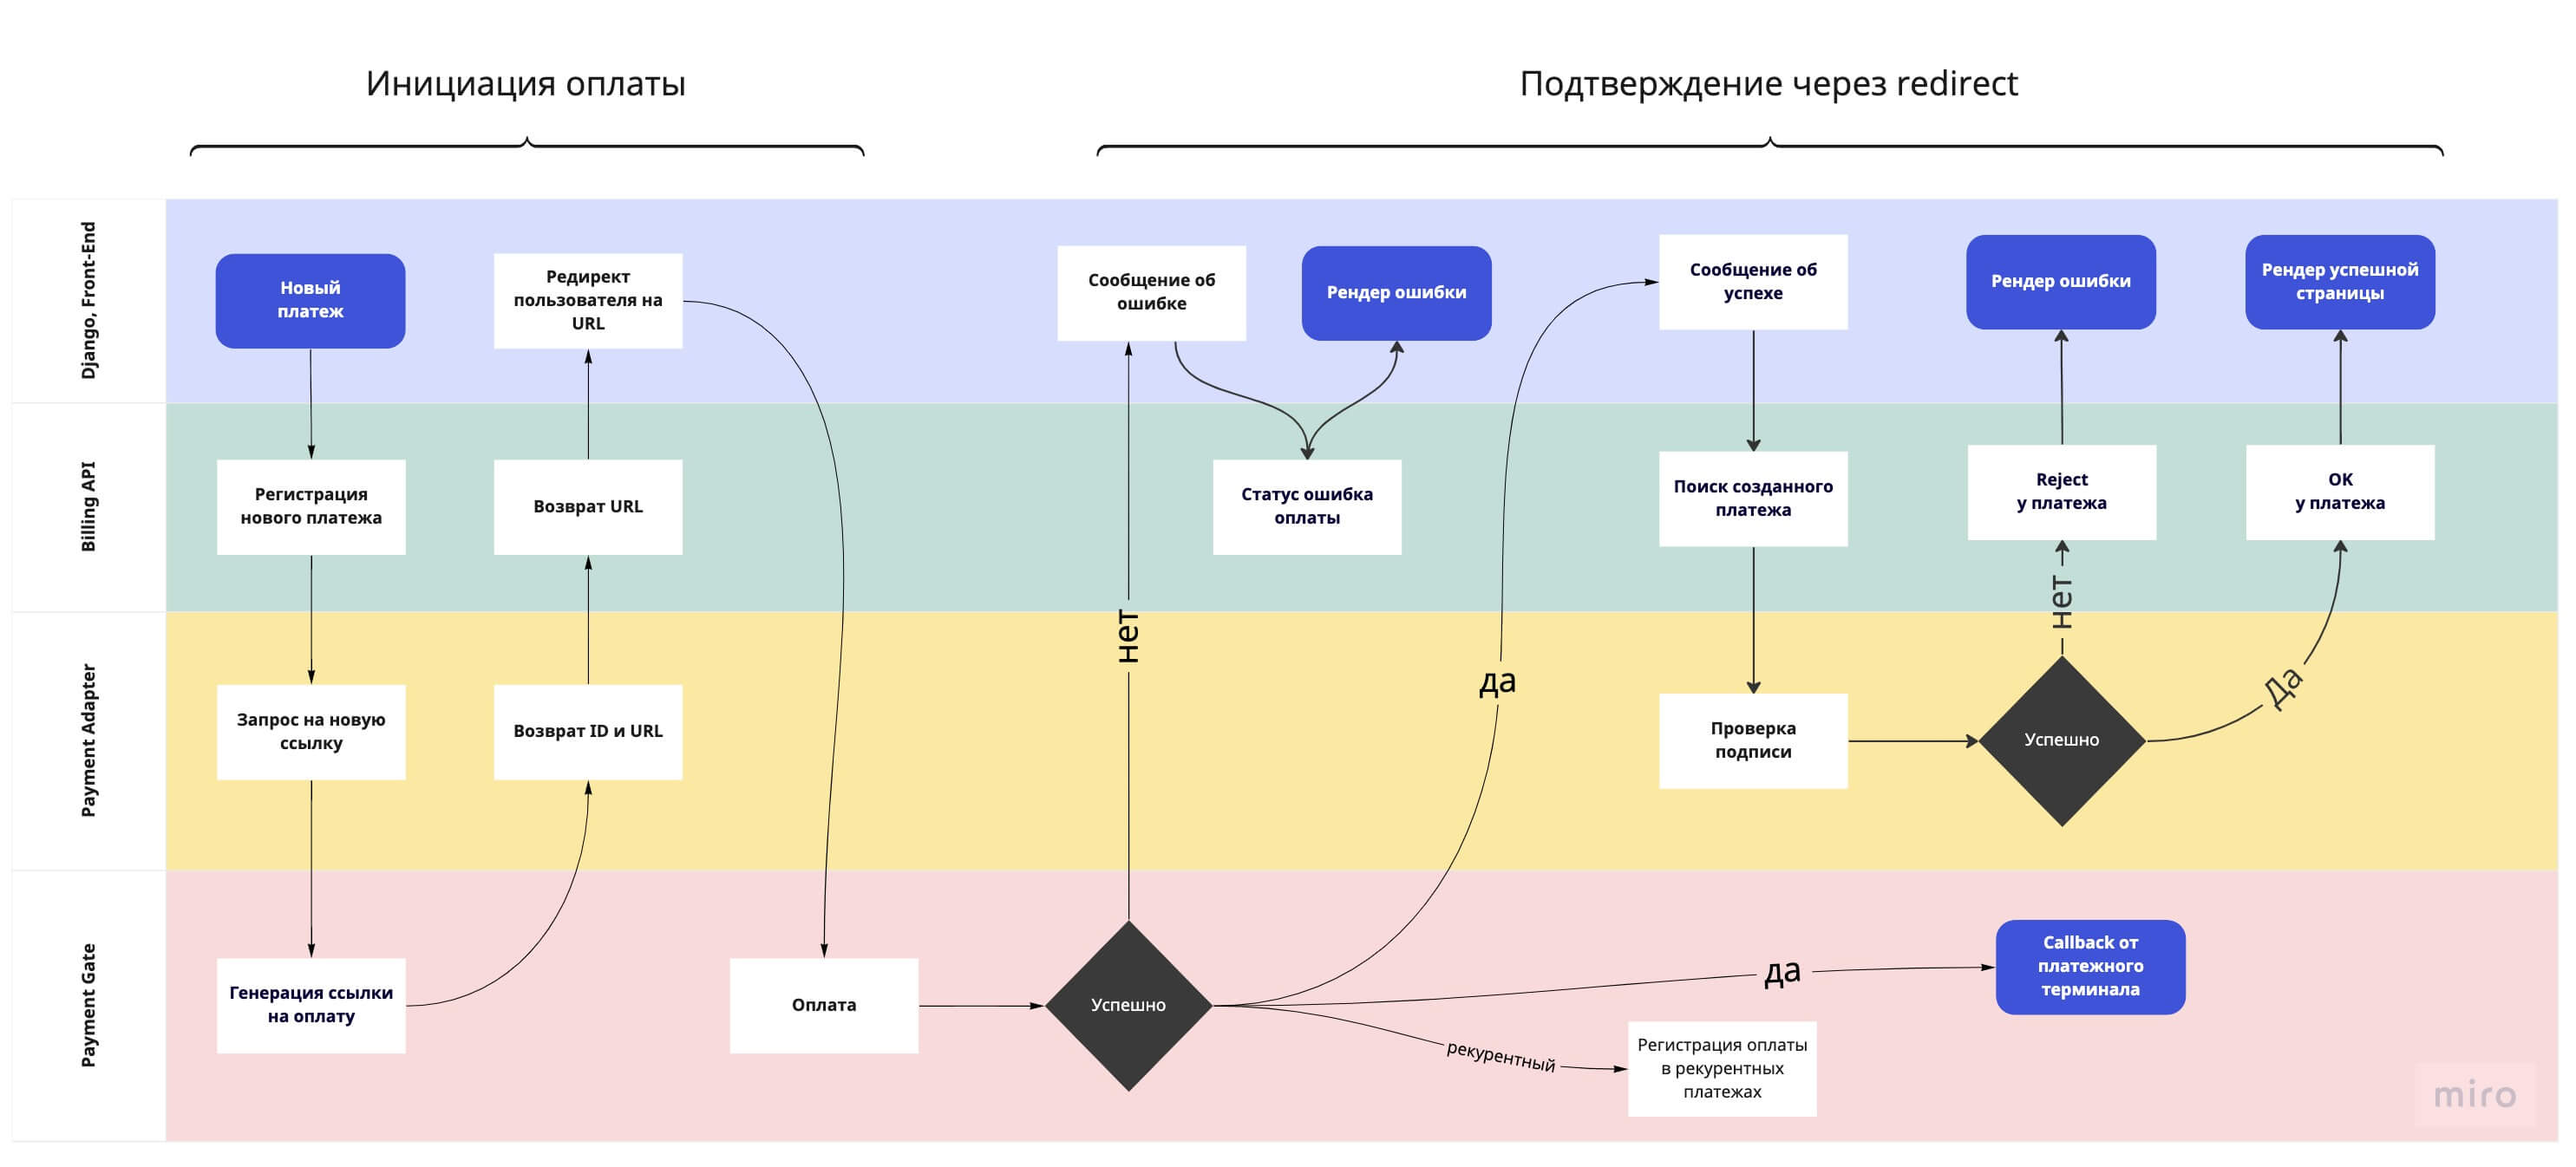 Инициация оплаты
Подтверждение через redirect
Django, Front-End
Новый
платеж
Редирект
пользователя на
URL
Сообщение об
ошибке
Рендер ошибки
Сообщение об
успехе
Рендер ошибки
Рендер успешной
страницы
Billing API
Регистрация
нового платежа
Возврат URL
Статус ошибка
оплаты
Поиск созданного
платежа
Reject
у платежа
OK
у платежа
нет
нет
Payment Adapter
Запрос на новую
ссылку
Возврат ID и URL
да
Проверка
подписи
Успешно
Да
Payment Gate
Генерация ссылки
на оплату
Оплата
Успешно
да
Callback от
платежного
терминала
рекурентный
Регистрация оплаты
в рекурентных
платежах
miro